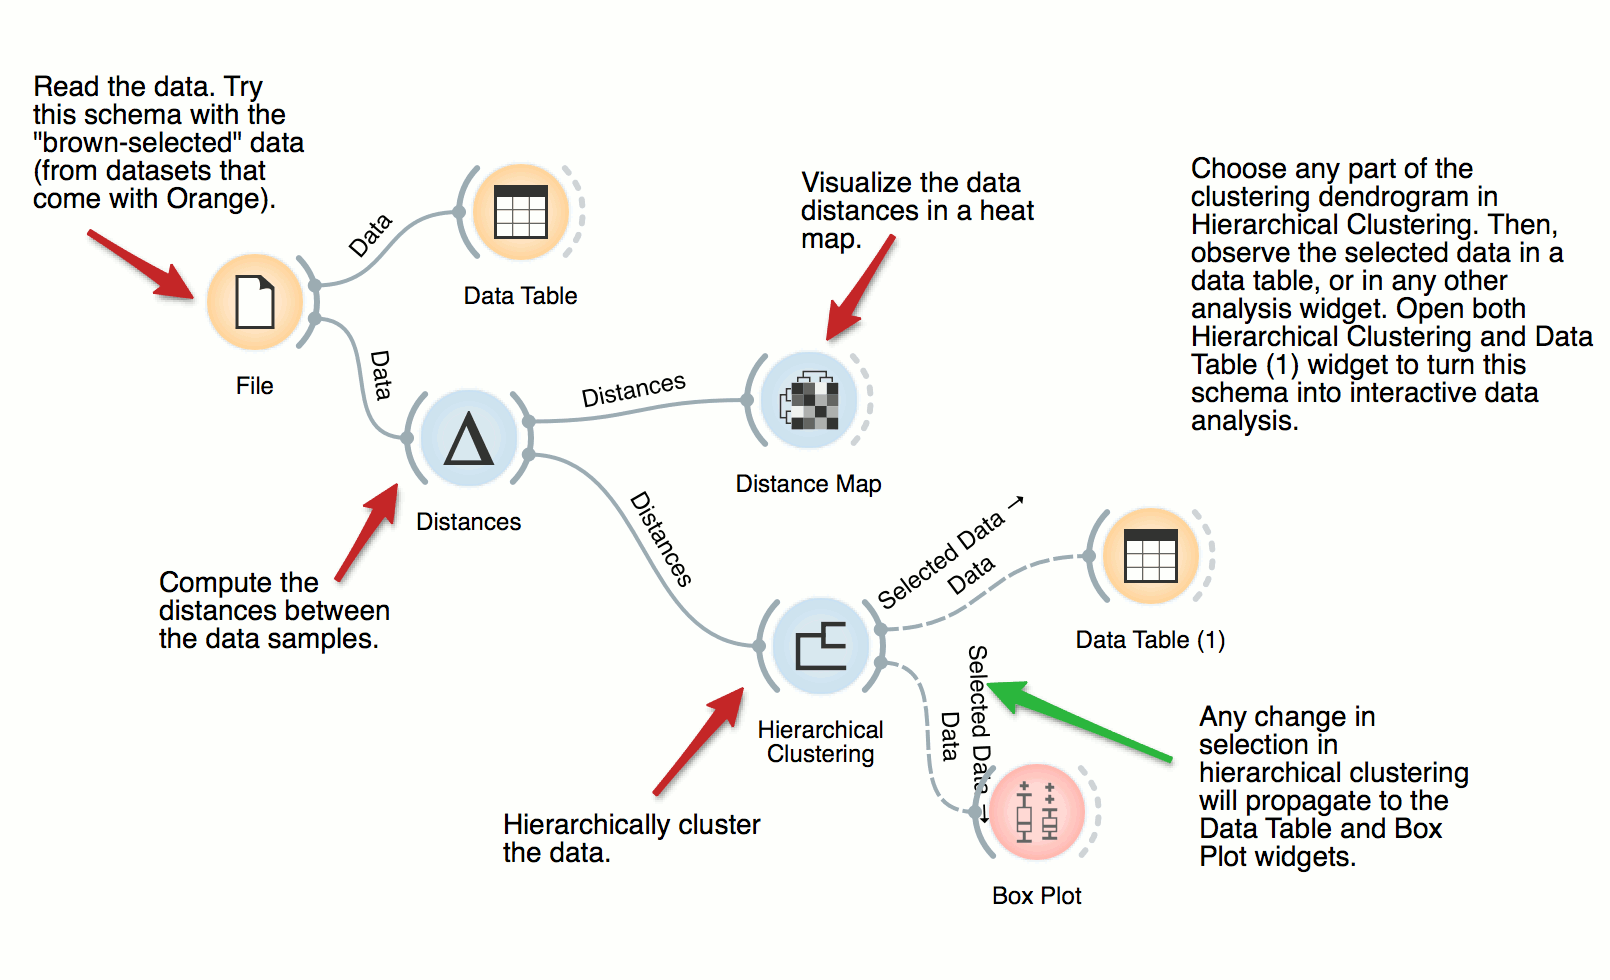 Read the data. Try
this schema with the
"brown-selected" data
(from datasets that
come with Orange).
Data
Data Table
File
Data
Visualize the data
distances in a heat
map.
Choose any part of the
clustering dendrogram in
Hierarchical Clustering. Then,
observe the selected data in a
data table, or in any other
analysis widget. Open both
Hierarchical Clustering and Data
Table (1) widget to turn this
schema into interactive data
analysis.
Distances
Distance Map
Distances
Compute the
distances between
the data samples.
Distances
Selected Data →
Data
Data Table (1)
Hierarchical
Clustering
Selected Data →
Data
Any change in
selection in
hierarchical clustering
will propagate to the
Data Table and Box
Plot widgets.
Hierarchically cluster
the data.
Box Plot